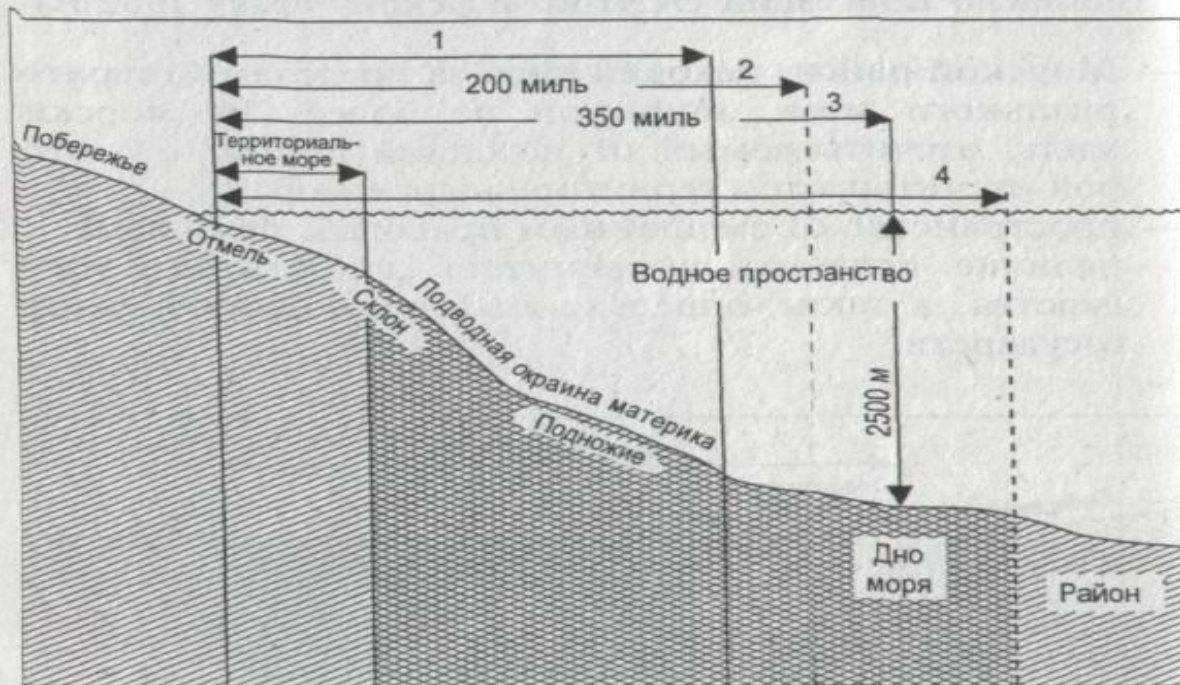 1
200 миль
2
350 миль
3
Территориаль-
ное море
4
Побережье
Отмель
Склон
Подводная окраина материка
Подножие
Водное пространство
2500 м
Дно
моря
Район